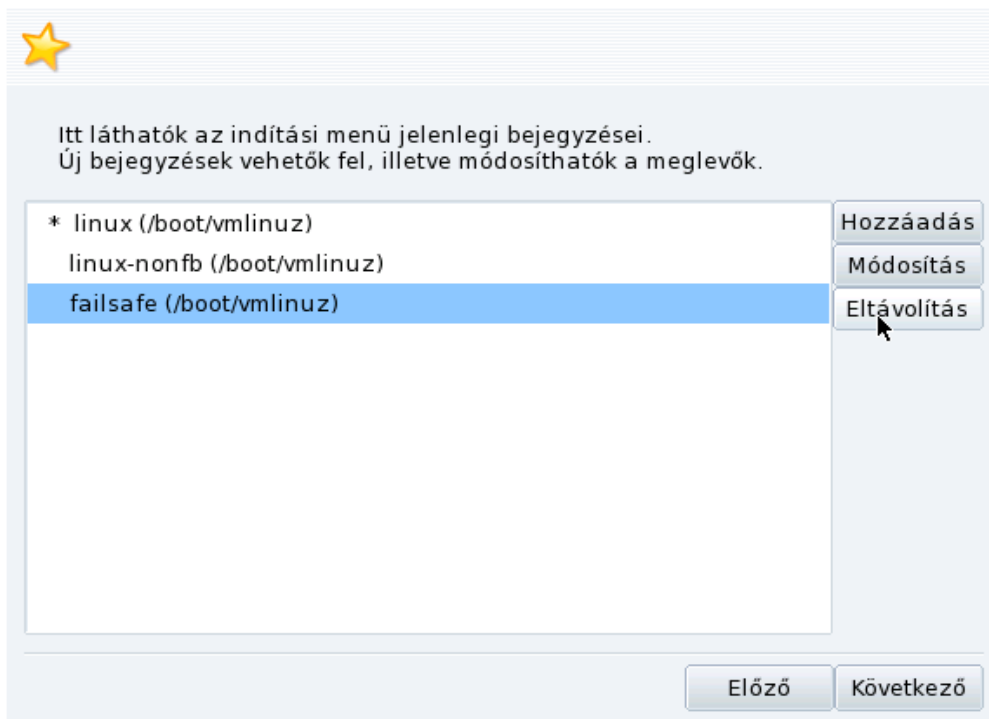 Itt láthatók az indítási menü jelenlegi bejegyzései.
Új bejegyzések vehetők fel, illetve módosíthatók a meglevők.
* linux (/boot/vmlinuz)
linux-nonfb (/boot/vmlinuz)
failsafe (/boot/vmlinuz)
Hozzáadás
Módosítás
Eltávolítás
Előző
Következő